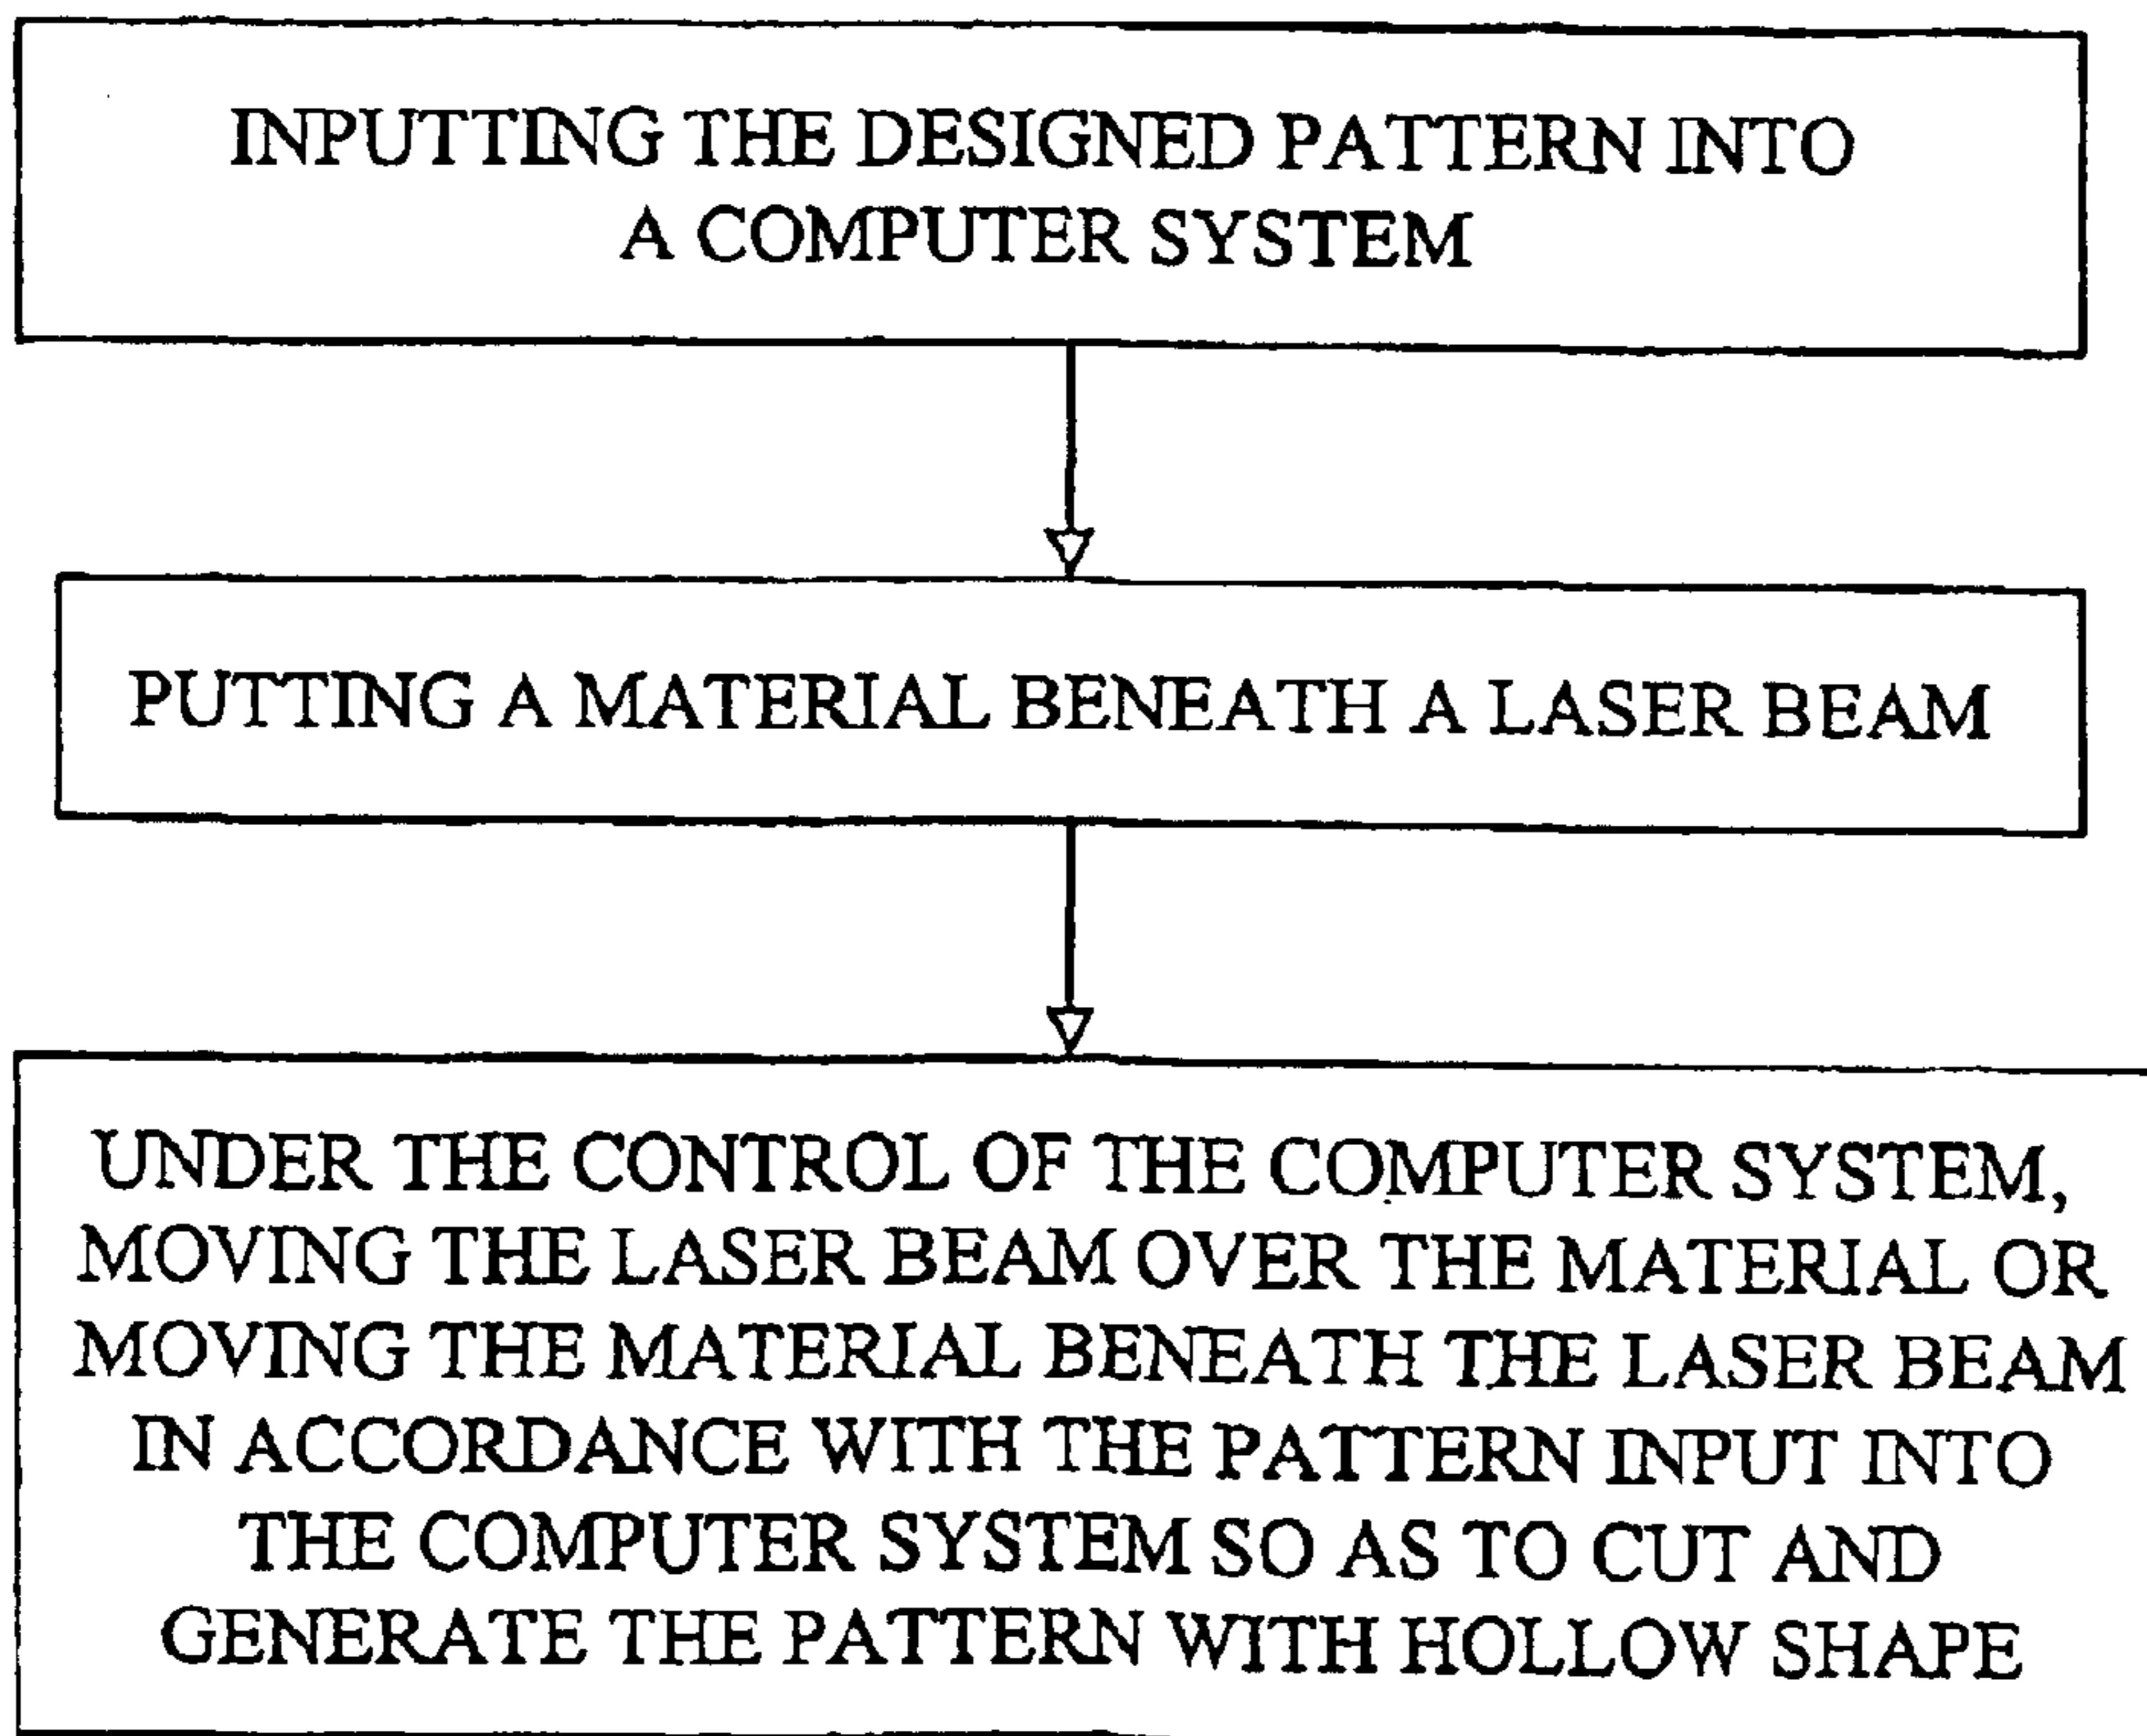 INPUTTING THE DESIGNED PATTERN INTO
A COMPUTER SYSTEM
PUTTING A MATERIAL BENEATH A LASER BEAM
UNDER THE CONTROL OF THE COMPUTER SYSTEM,
MOVING THE LASER BEAM OVER THE MATERIAL OR
MOVING THE MATERIAL BENEATH THE LASER BEAM
IN ACCORDANCE WITH THE PATTERN INPUT INTO
THE COMPUTER SYSTEM SO AS TO CUT AND
GENERATE THE PATTERN WITH HOLLOW SHAPE